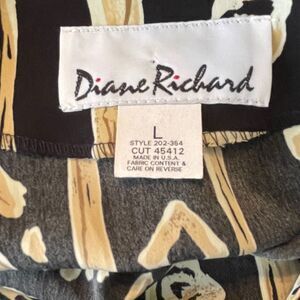 Diane Richard
L
STYLE 202-364
CUT 45412
MADE IN U.S.A.
FABRIC CONTENT &
CARE ON REVERSE